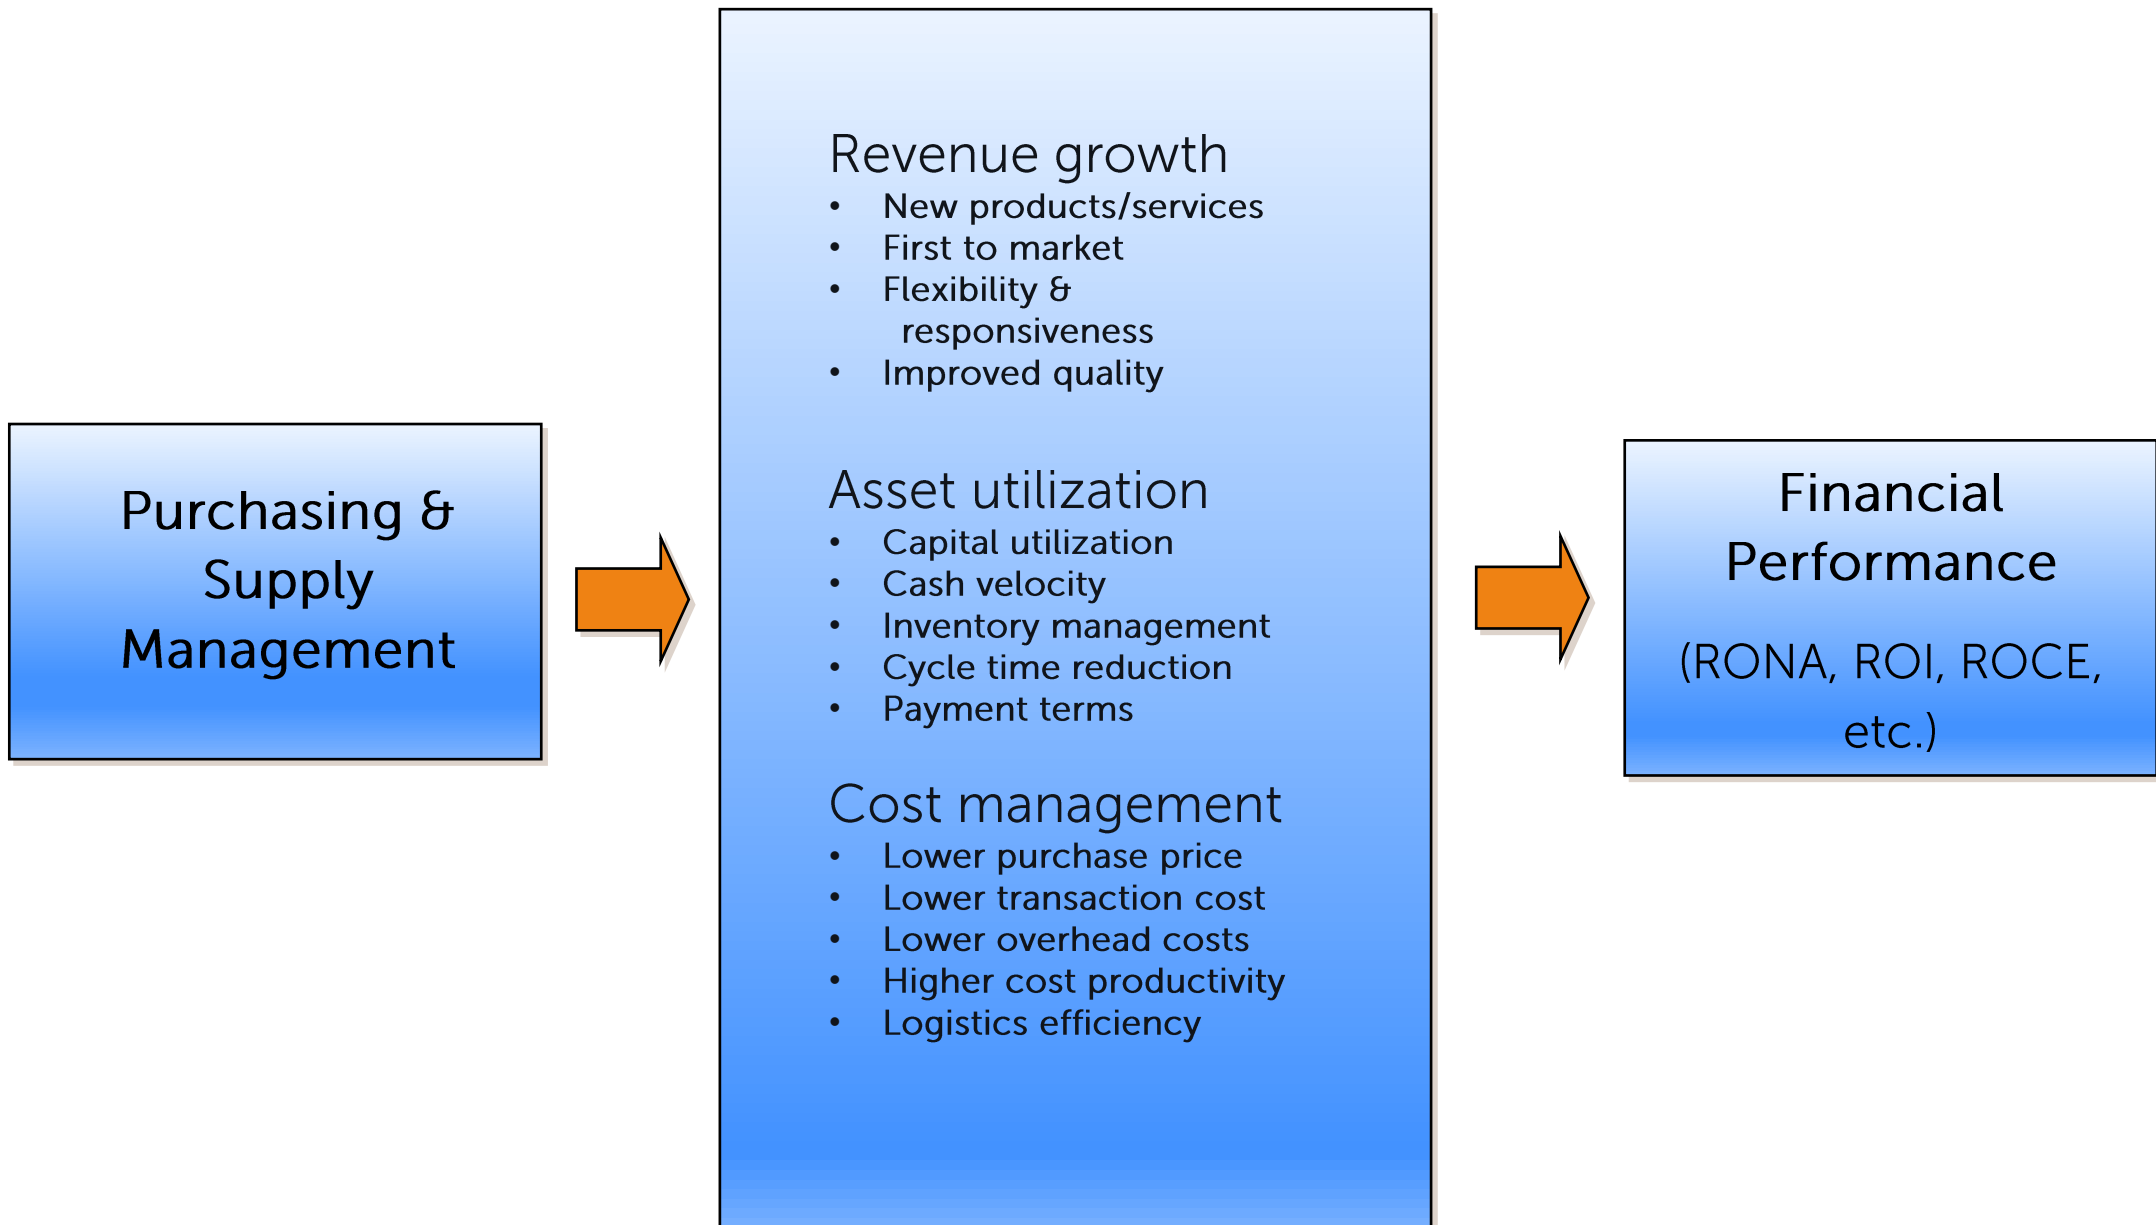 Purchasing &
Supply
Management
Revenue growth
• New products/services
• First to market
• Flexibility &
responsiveness
• Improved quality
Asset utilization
• Capital utilization
• Cash velocity
• Inventory management
• Cycle time reduction
• Payment terms
Cost management
• Lower purchase price
• Lower transaction cost
• Lower overhead costs
• Higher cost productivity
• Logistics efficiency
Financial
Performance
(RONA, ROI, ROCE,
etc.)